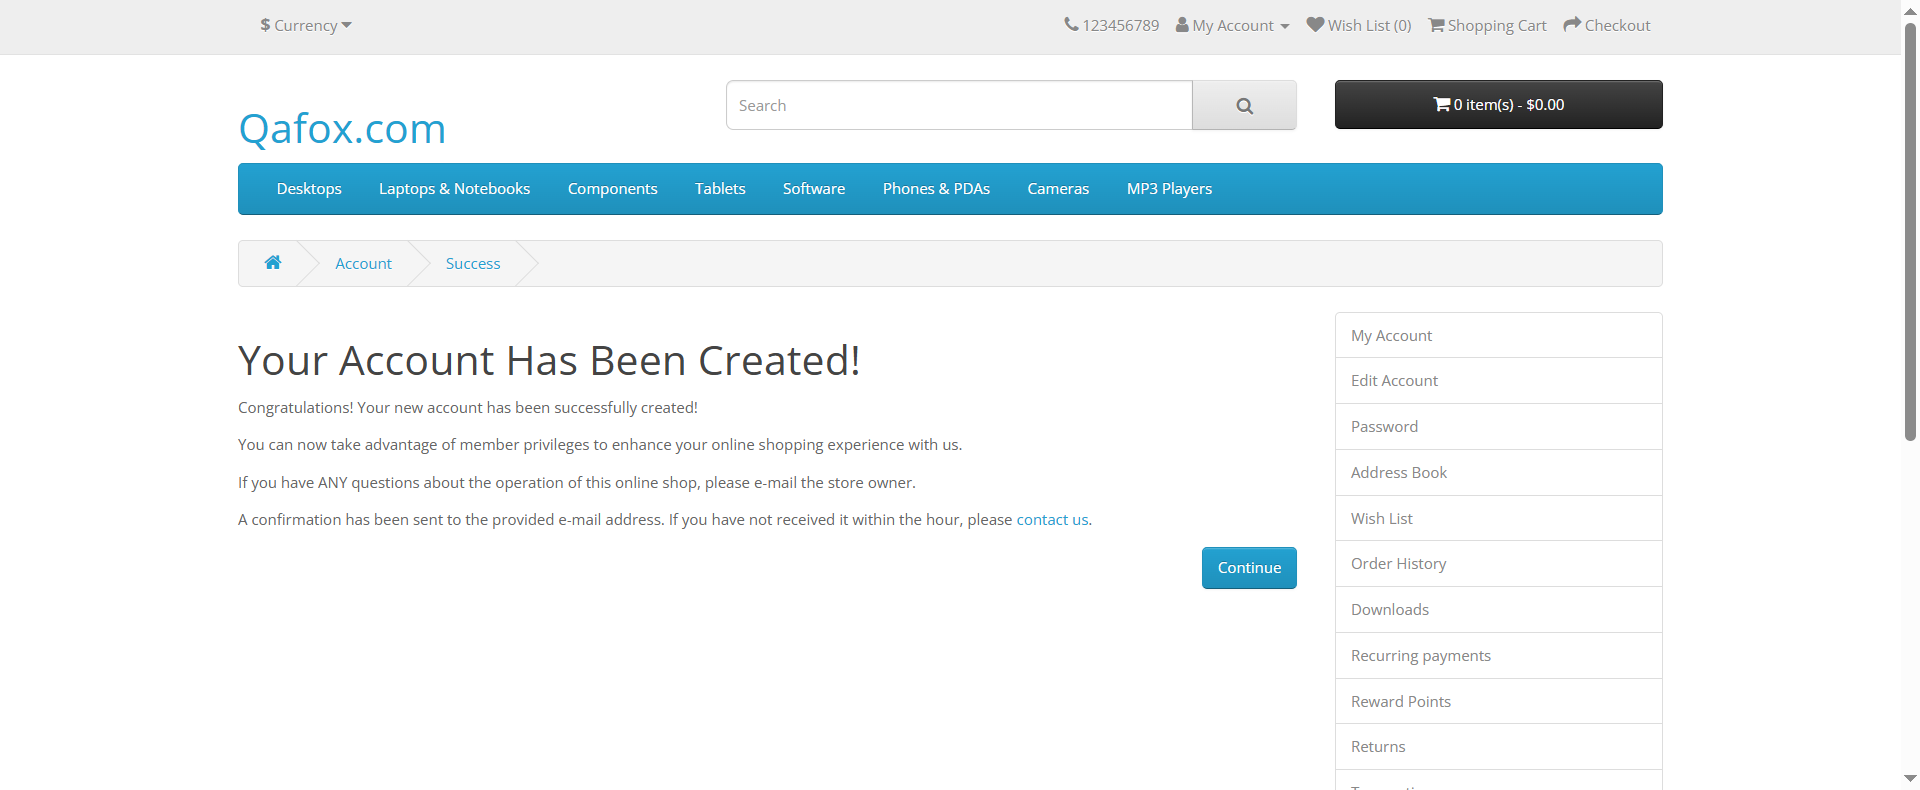 $ Currency
123456789 My Account Wish List (0) Shopping Cart Checkout
Qafox.com
Search
0 item(s) - $0.00
Desktops Laptops & Notebooks Components Tablets Software Phones & PDAs Cameras MP3 Players
Account Success
Your Account Has Been Created!
Congratulations! Your new account has been successfully created!
You can now take advantage of member privileges to enhance your online shopping experience with us.
If you have ANY questions about the operation of this online shop, please e-mail the store owner.
A confirmation has been sent to the provided e-mail address. If you have not received it within the hour, please contact us.
Continue
My Account
Edit Account
Password
Address Book
Wish List
Order History
Downloads
Recurring payments
Reward Points
Returns